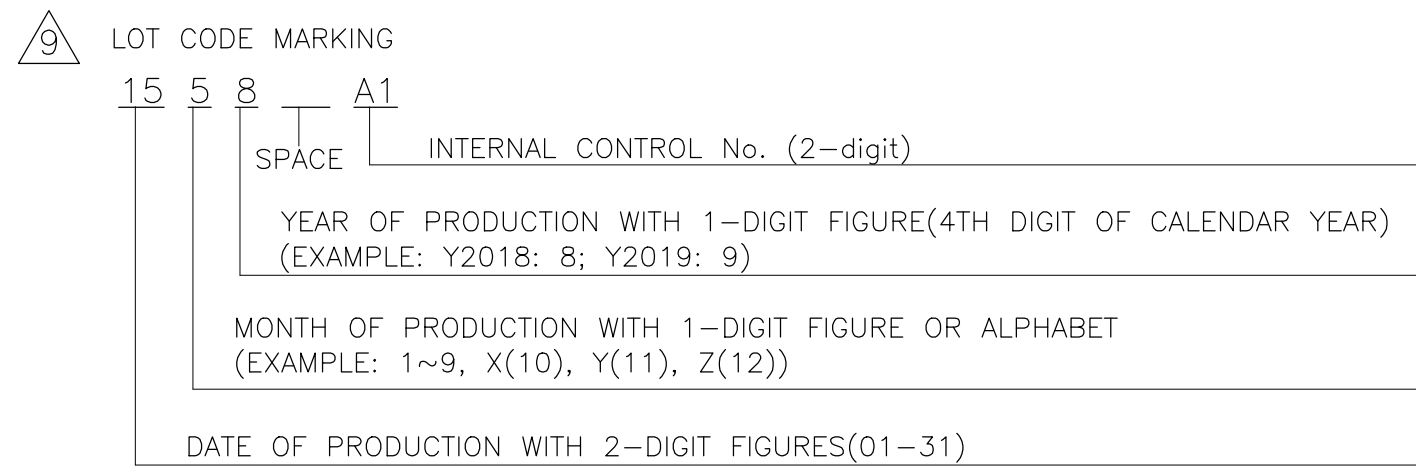 9 LOT CODE MARKING
15 5 8 __ A1
SPACE
INTERNAL CONTROL No. (2-digit)
YEAR OF PRODUCTION WITH 1-DIGIT FIGURE(4TH DIGIT OF CALENDAR YEAR)
(EXAMPLE: Y2018: 8; Y2019: 9)
MONTH OF PRODUCTION WITH 1-DIGIT FIGURE OR ALPHABET
(EXAMPLE: 1~9, X(10), Y(11), Z(12))
DATE OF PRODUCTION WITH 2-DIGIT FIGURES(01-31)